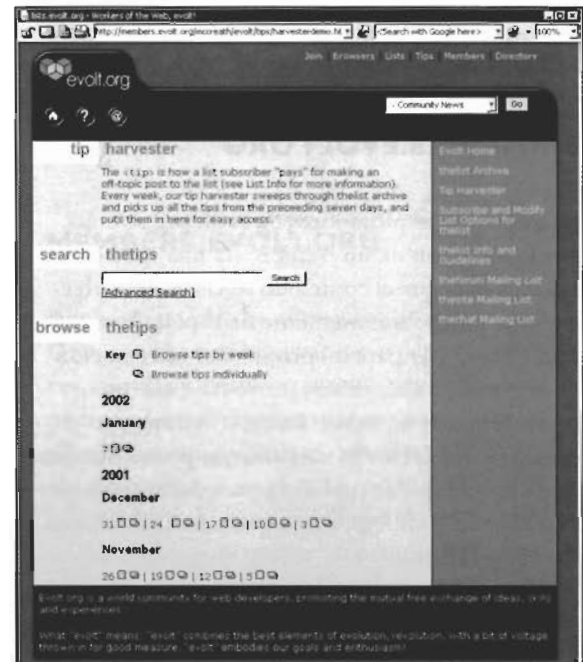 lists.evolt.org - Workers of the Web, evolt!
http://members.evolt.org/mccreath/evolt/tips/harvesterdemo.ht
<Search with Google here>
100%
Join | Browsers | Lists | Tips | Members | Directory
evolt.org
- Community News
Go
tip harvester
The <tip> is how a list subscriber "pays" for making an
off-topic post to the list (see List Info for more information).
Every week, our tip harvester sweeps through thelist archive
and picks up all the tips from the preceeding seven days, and
puts them in here for easy access.
search thetips
Search
[Advanced Search]
browse thetips
Key Browse tips by week
Browse tips individually
2002
January
7
2001
December
31 | 24 | 17 | 10 | 3
November
26 | 19 | 12 | 5
Evolt Home
thelist Archive
Tip Harvester
Subscribe and Modify
List Options for
thelist
thelist Info and
Guidelines
theforum Mailing List
thesite Mailing List
thechat Mailing List
Evolt.org is a world community for web developers, promoting the mutual free exchange of ideas, skills
and experiences.
What "evolt" means: "evolt" combines the best elements of evolution, revolution, with a bit of voltage
thrown in for good measure. "evolt" embodies our goals and enthusiasm!